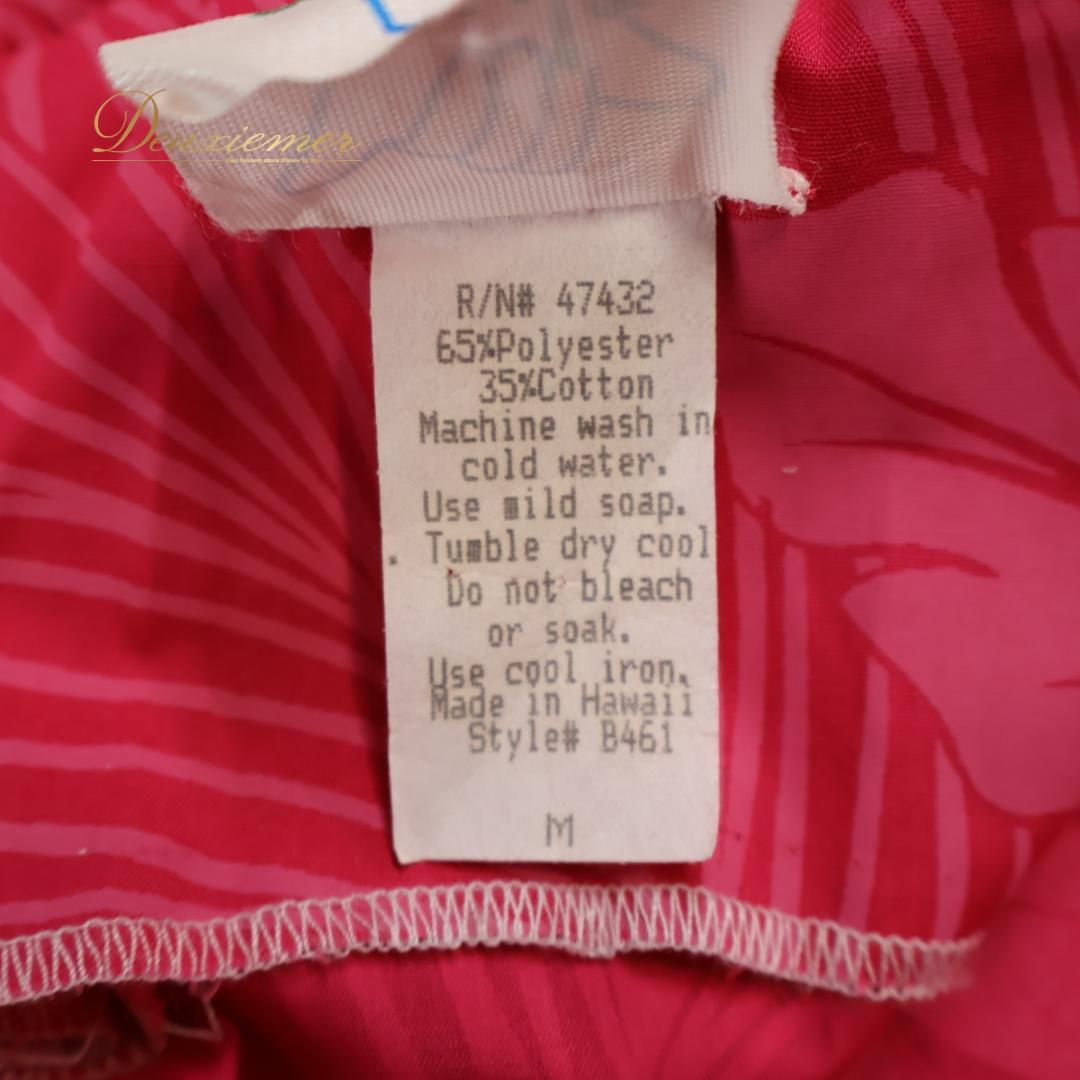 Deuxiemer
R/N# 47432
65%Polyester
35%Cotton
Machine wash in
cold water.
Use mild soap.
. Tumble dry cool
Do not bleach
or soak.
Use cool iron.
Made in Hawaii
Style# B461
M